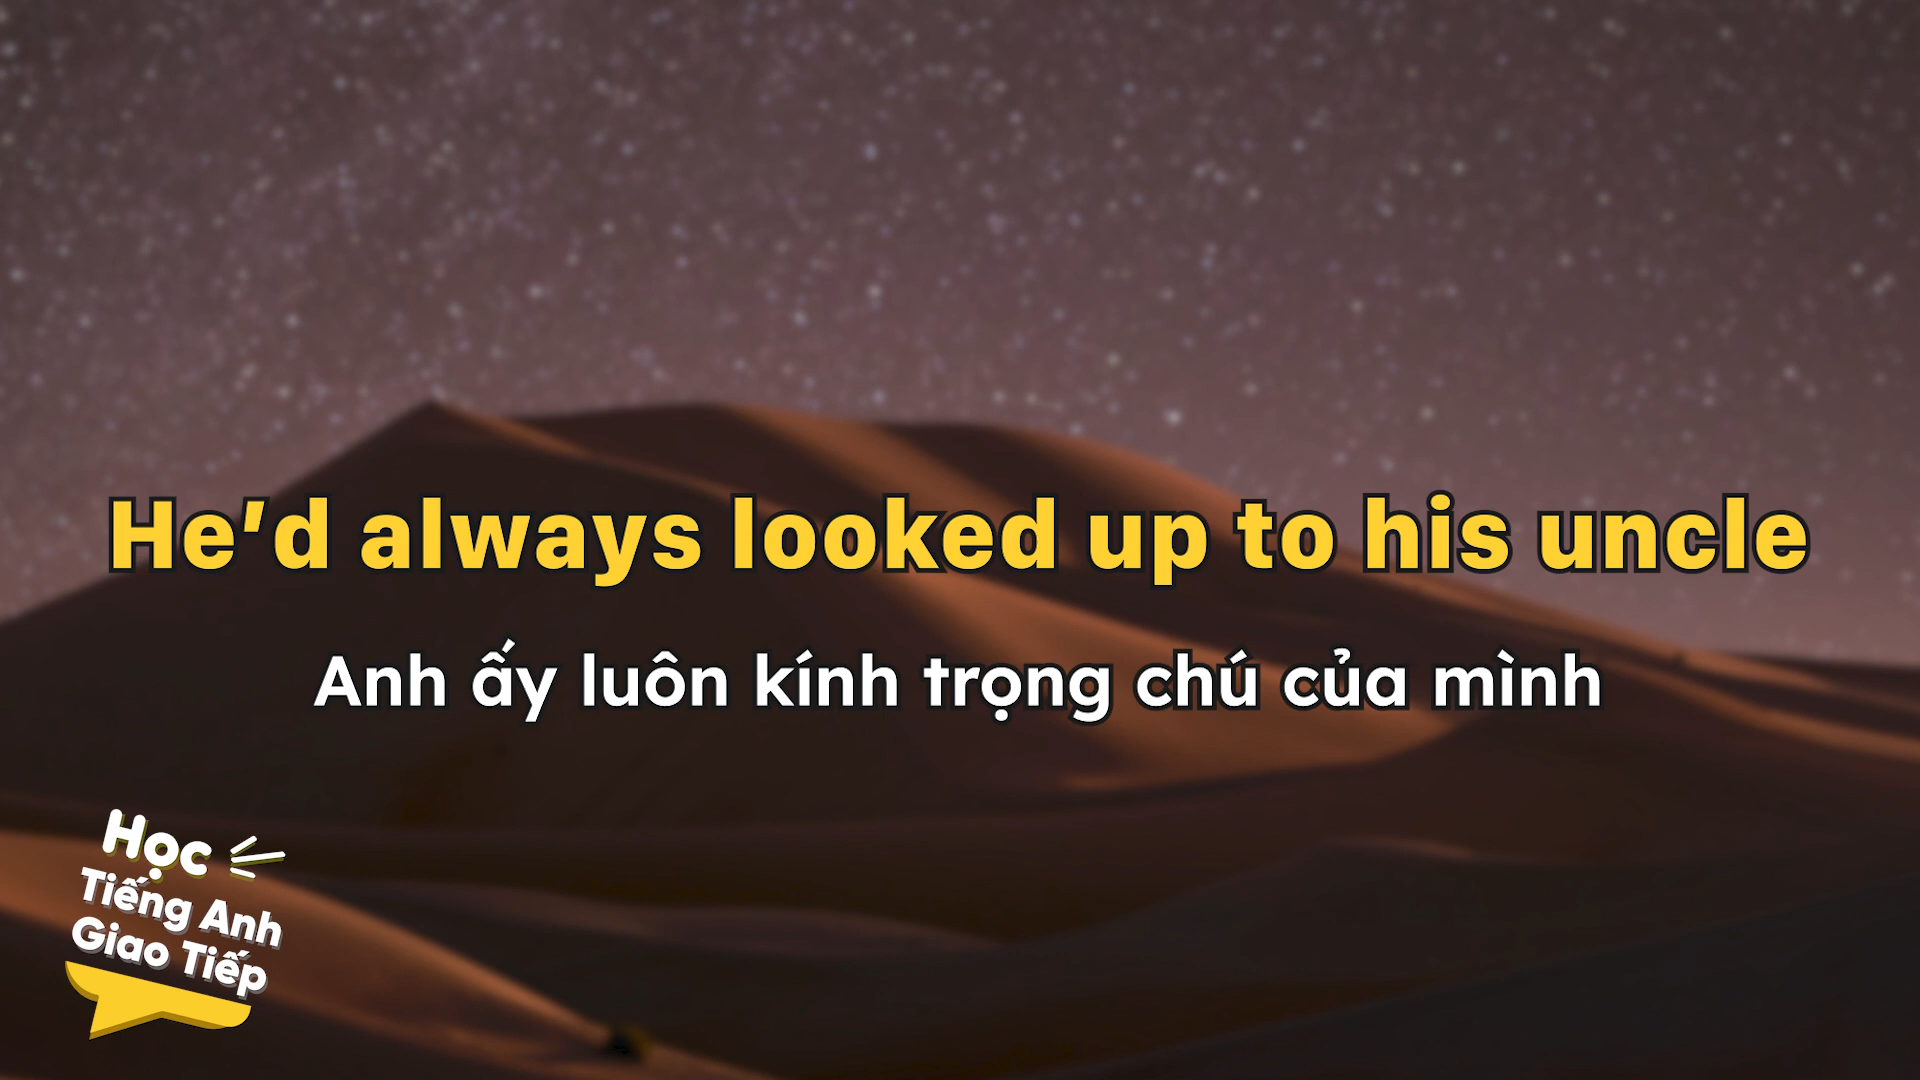 He’d always looked up to his uncle
Anh ấy luôn kính trọng chú của mình
Học
Tiếng Anh
Giao Tiếp